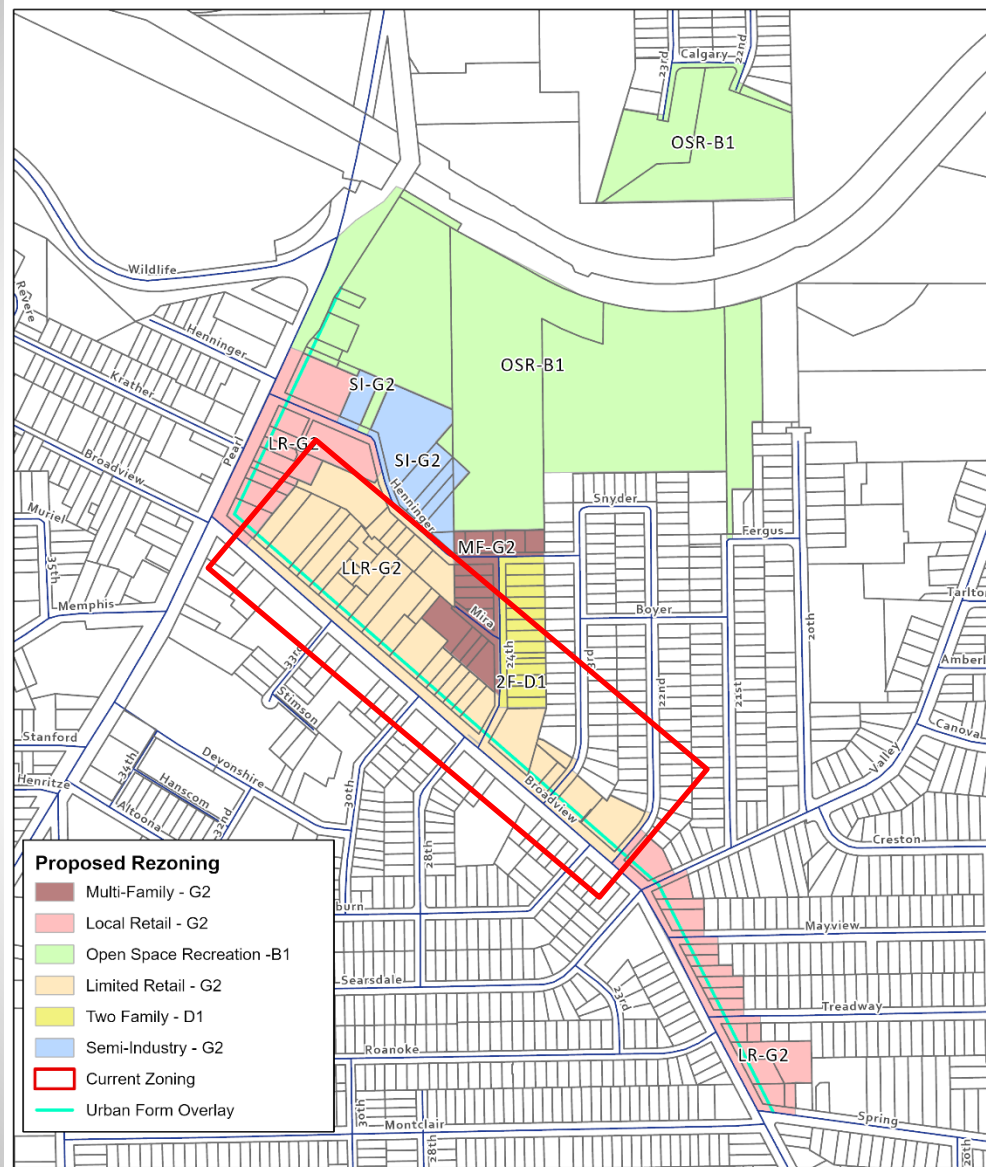 Calgary
23rd
22nd
OSR-B1
Wildlife
Revere
Henninger
Krather
SI-G2
OSR-B1
Broadview
Pearl
LR-G2
SI-G2
Muriel
35th
Henninger
Snyder
Fergus
MF-G2
LLR-G2
Memphis
Mira
Boyer
20th
Tarlton
33rd
24th
3rd
Amberl
2F-D1
22nd
21st
Stimson
Canova
Stanford
Valley
34th
Devonshire
Henritze
Hanscom
30th
Broadview
Altoona
32nd
Creston
28th
Proposed Rezoning
Multi-Family - G2
Local Retail - G2
Open Space Recreation -B1
Limited Retail - G2
Two Family - D1
Semi-Industry - G2
Current Zoning
Urban Form Overlay
burn
Mayview
Searsdale
23rd
Treadway
Roanoke
LR-G2
30th
Spring
Montclair
28th
20th